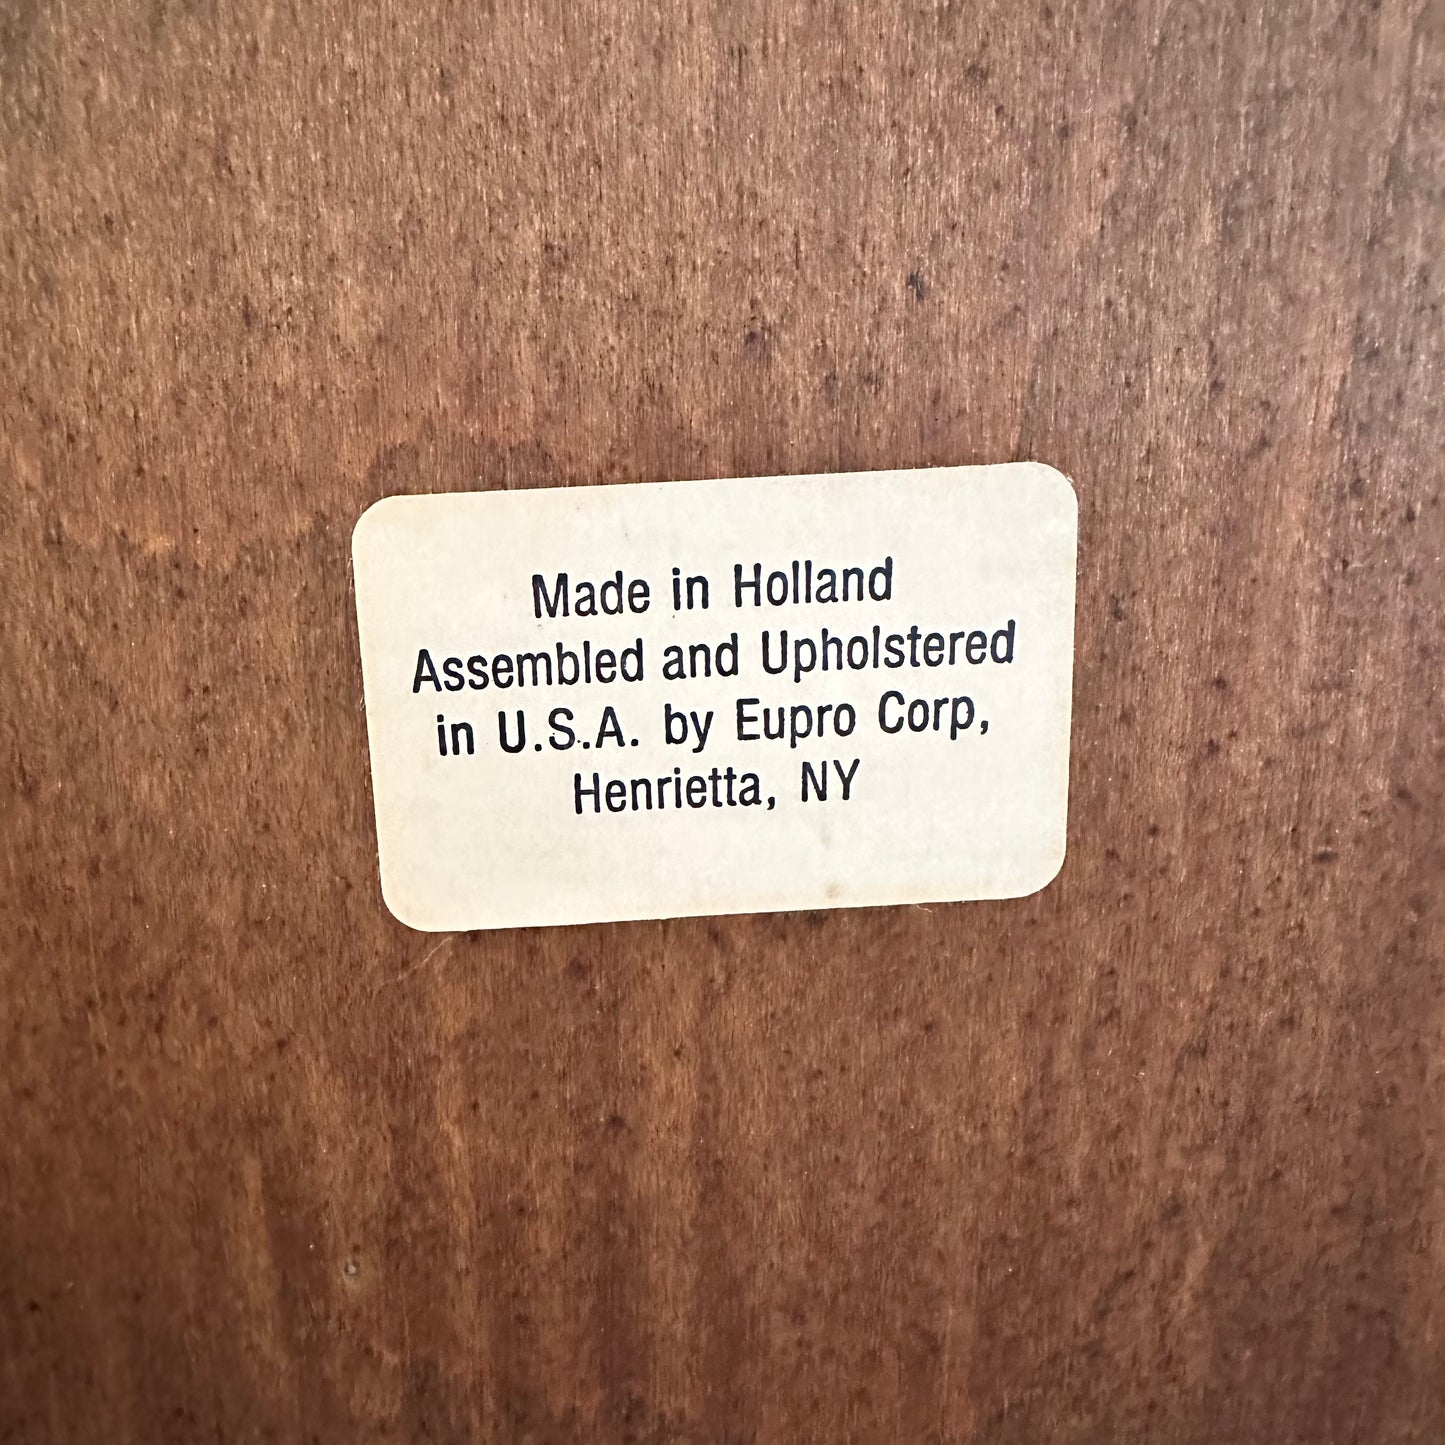 Made in Holland
Assembled and Upholstered
in U.S.A. by Eupro Corp,
Henrietta, NY